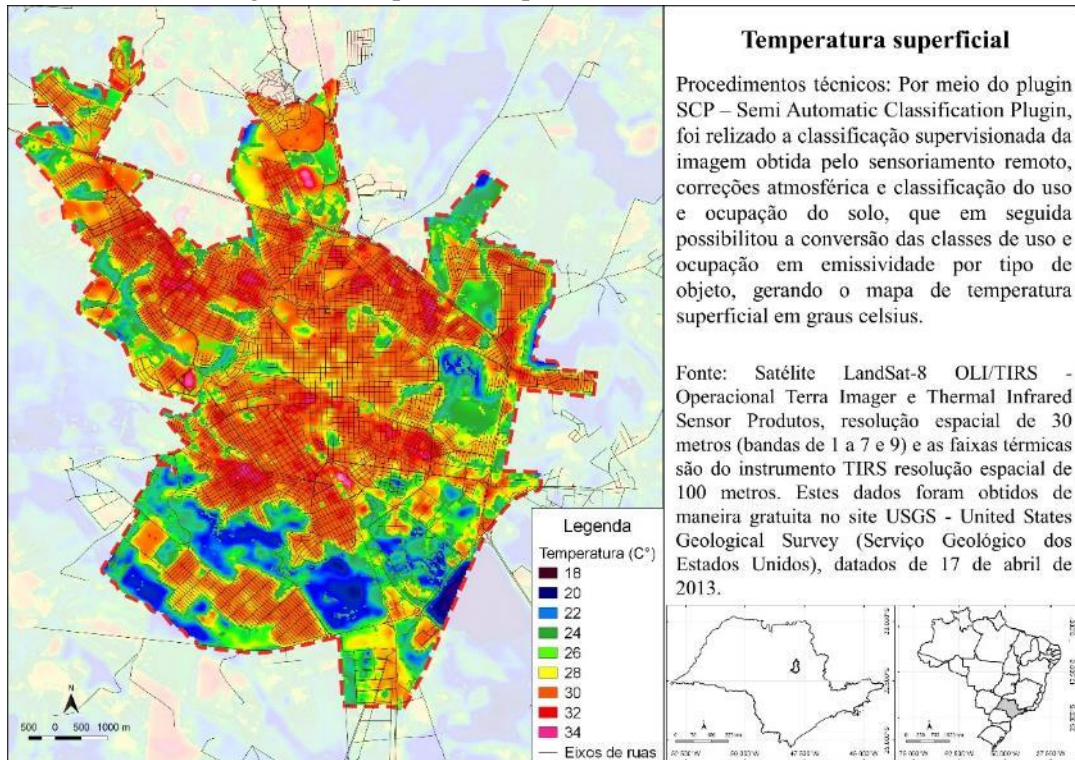 Temperatura superficial
Procedimentos técnicos: Por meio do plugin
SCP – Semi Automatic Classification Plugin,
foi relizado a classificação supervisionada da
imagem obtida pelo sensoriamento remoto,
correções atmosférica e classificação do uso
e ocupação do solo, que em seguida
possibilitou a conversão das classes de uso e
ocupação em emissividade por tipo de
objeto, gerando o mapa de temperatura
superficial em graus celsius.
Fonte: Satélite LandSat-8 OLI/TIRS -
Operacional Terra Imager e Thermal Infrared
Sensor Produtos, resolução espacial de 30
metros (bandas de 1 a 7 e 9) e as faixas térmicas
são do instrumento TIRS resolução espacial de
100 metros. Estes dados foram obtidos de
maneira gratuita no site USGS - United States
Geological Survey (Serviço Geológico dos
Estados Unidos), datados de 17 de abril de
2013.
Legenda
Temperatura (C°)
18
20
22
24
26
28
30
32
34
Eixos de ruas
N
500 0 500 1000 m